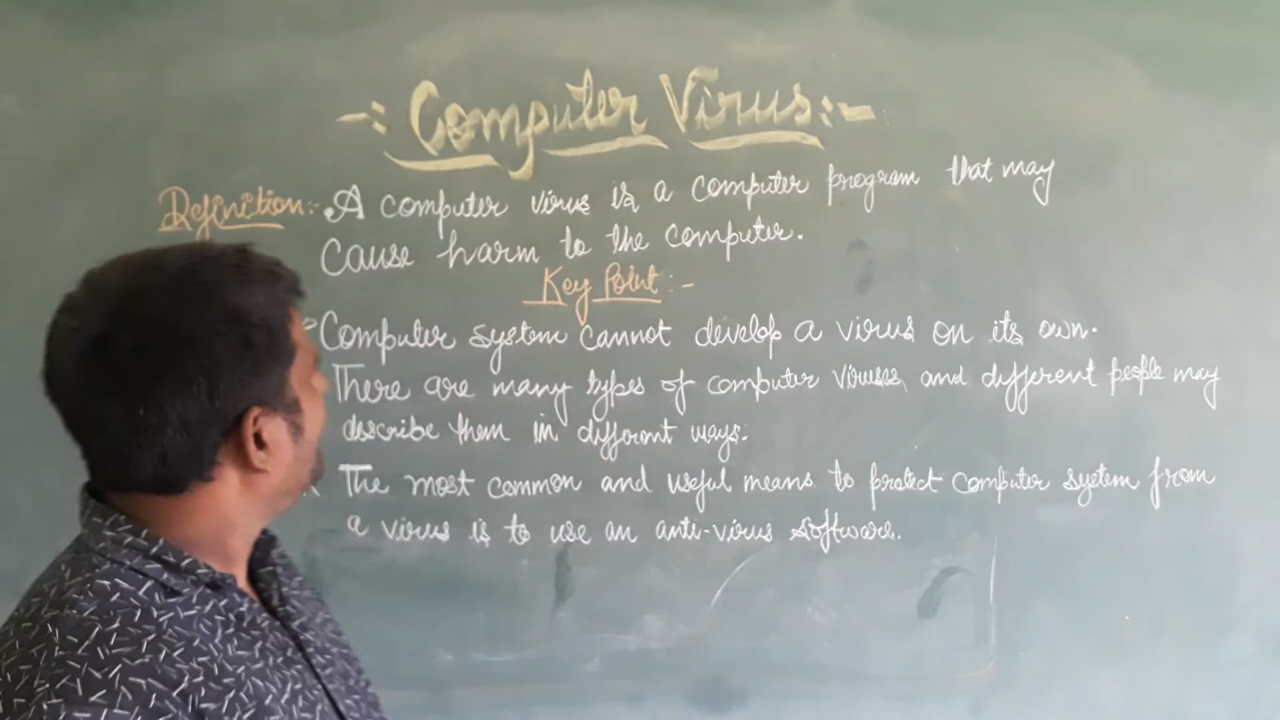 -: Computer Virus:-
Definition:- A computer virus is a computer program that may
cause harm to the computer.
Key Point:-
Computer system cannot develop a virus on its own.
There are many types of computer viruses, and different people may
describe them in different ways.
The most common and useful means to protect computer system from
a virus is to use an anti-virus software.